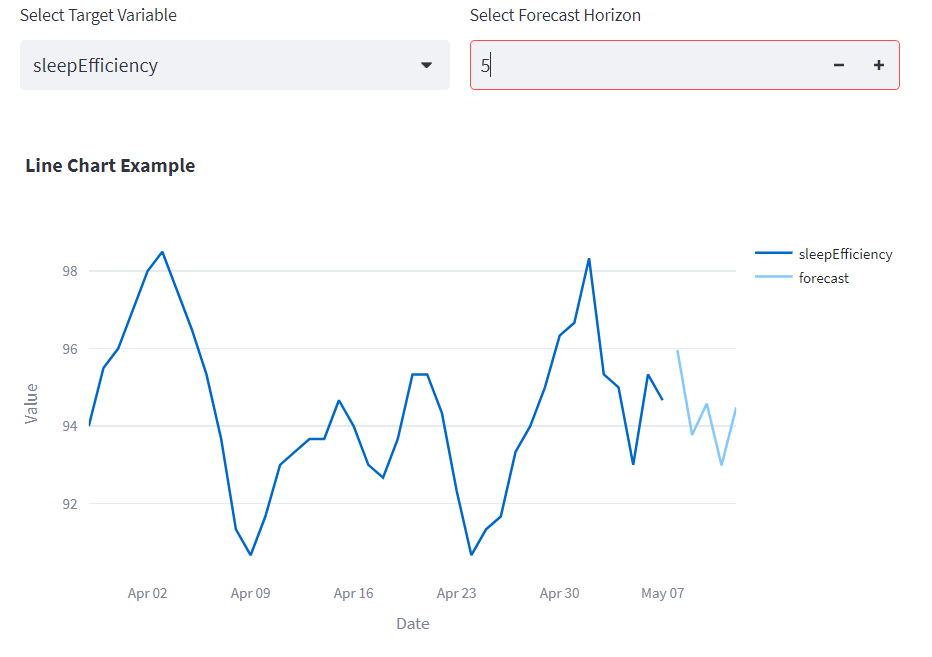 Select Target Variable
Select Forecast Horizon
sleepEfficiency
5
Line Chart Example
sleepEfficiency
forecast
98
96
94
92
Value
Apr 02
Apr 09
Apr 16
Apr 23
Apr 30
May 07
Date